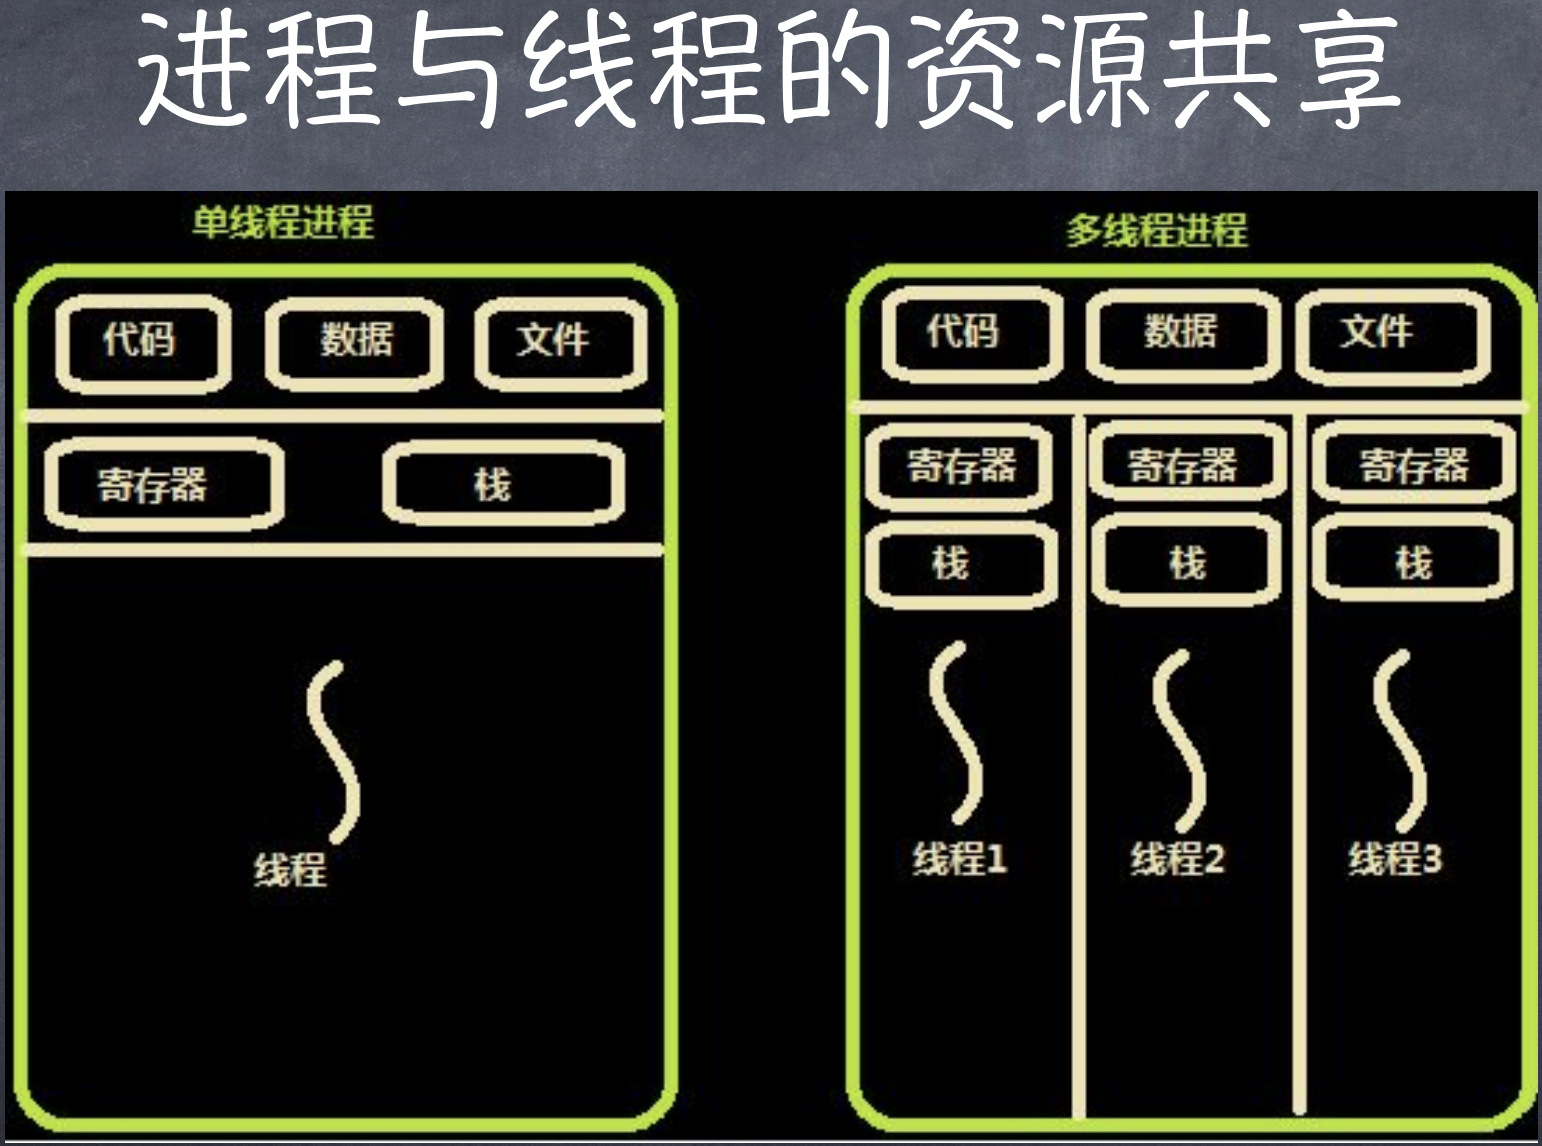 进程与线程的资源共享
单线程进程
代码 数据 文件
寄存器 栈
线程
多线程进程
代码 数据 文件
寄存器 寄存器 寄存器
栈 栈 栈
线程1 线程2 线程3